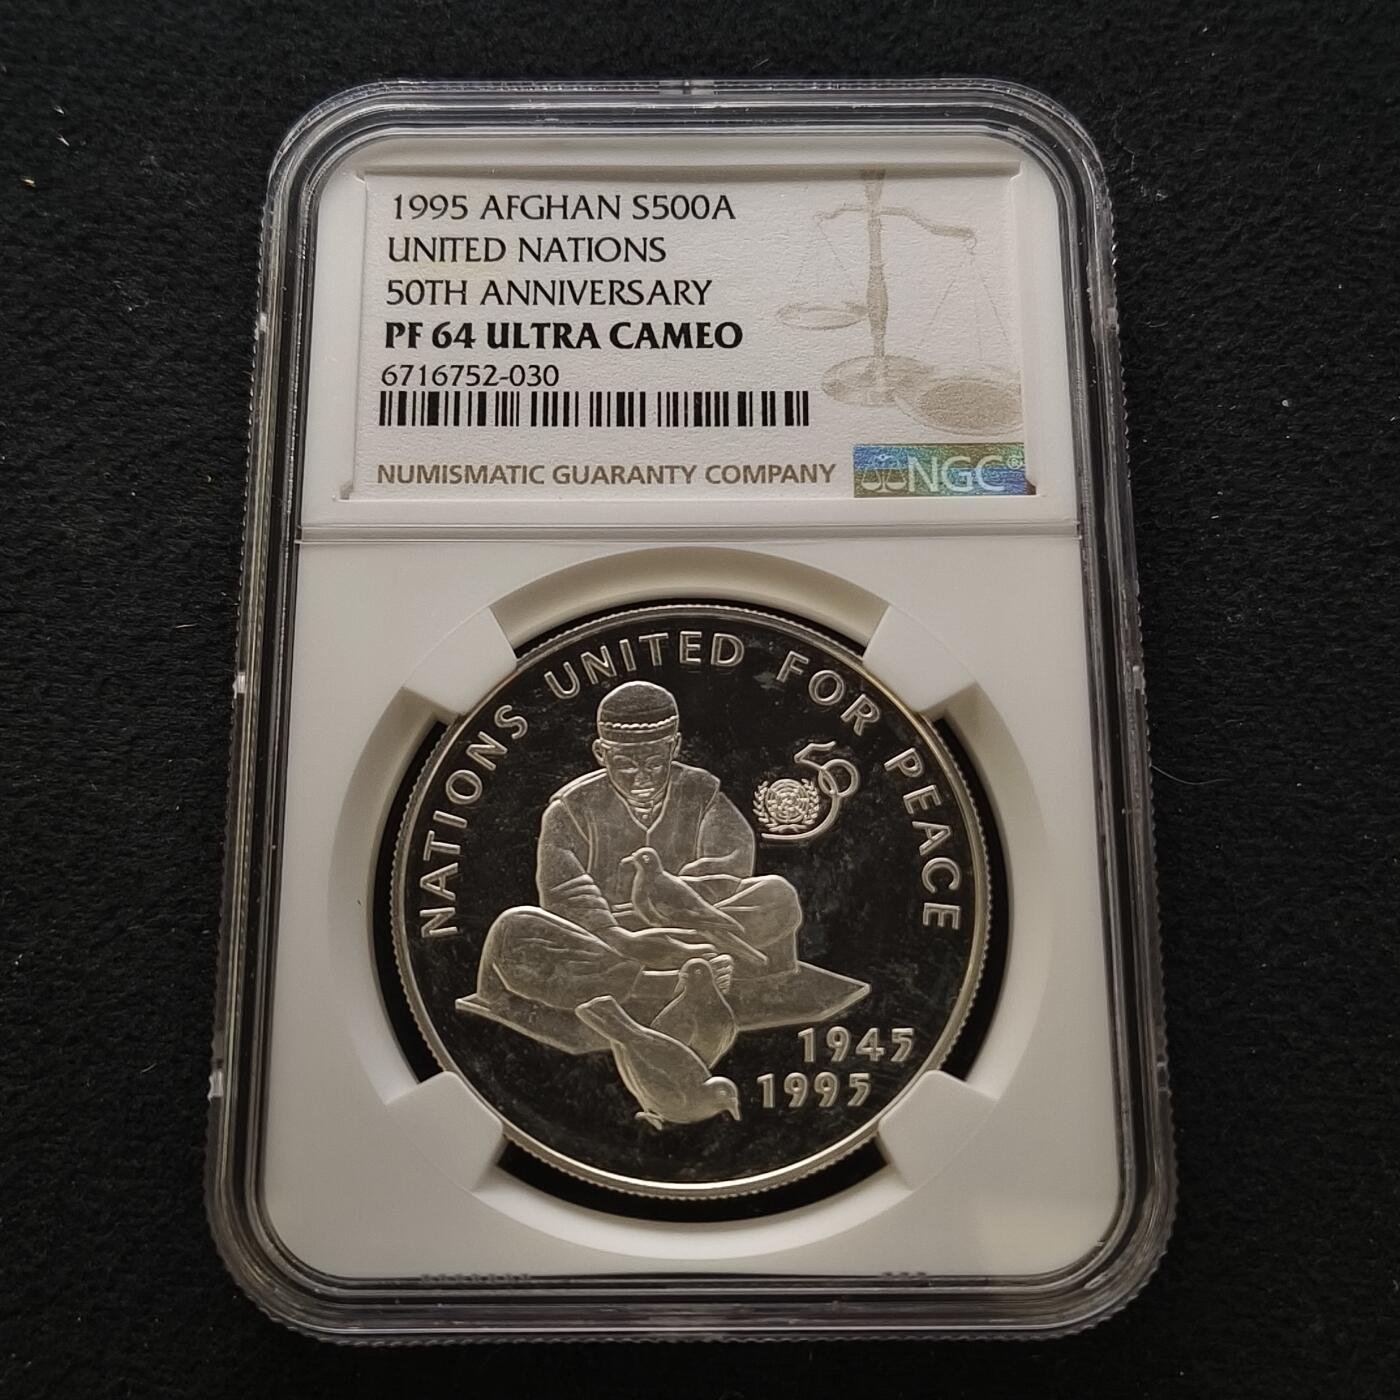 1995 AFGHAN S500A
UNITED NATIONS
50TH ANNIVERSARY
PF 64 ULTRA CAMEO
6716752-030
NUMISMATIC GUARANTY COMPANY
NGC®
NATIONS UNITED FOR PEACE
50
1945
1995